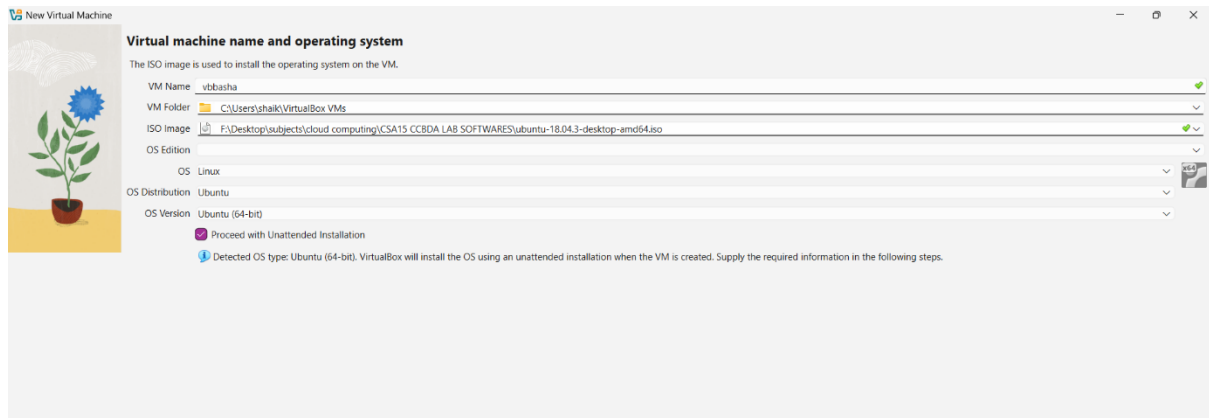 New Virtual Machine
Virtual machine name and operating system
The ISO image is used to install the operating system on the VM.
VM Name vbbasha
VM Folder C:\Users\shaik\VirtualBox VMs
ISO Image F:\Desktop\subjects\cloud computing\CSA15 CCBDA LAB SOFTWARES\ubuntu-18.04.3-desktop-amd64.iso
OS Edition
OS Linux
x64
OS Distribution Ubuntu
OS Version Ubuntu (64-bit)
Proceed with Unattended Installation
Detected OS type: Ubuntu (64-bit). VirtualBox will install the OS using an unattended installation when the VM is created. Supply the required information in the following steps.